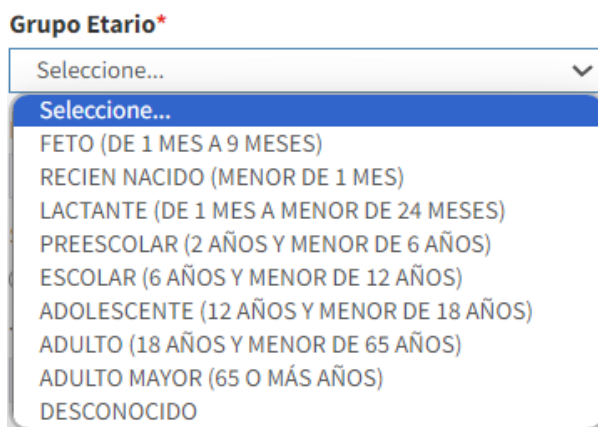 Grupo Etario*
Seleccione...
Seleccione...
FETO (DE 1 MES A 9 MESES)
RECIEN NACIDO (MENOR DE 1 MES)
LACTANTE (DE 1 MES A MENOR DE 24 MESES)
PREESCOLAR (2 AÑOS Y MENOR DE 6 AÑOS)
ESCOLAR (6 AÑOS Y MENOR DE 12 AÑOS)
ADOLESCENTE (12 AÑOS Y MENOR DE 18 AÑOS)
ADULTO (18 AÑOS Y MENOR DE 65 AÑOS)
ADULTO MAYOR (65 O MÁS AÑOS)
DESCONOCIDO